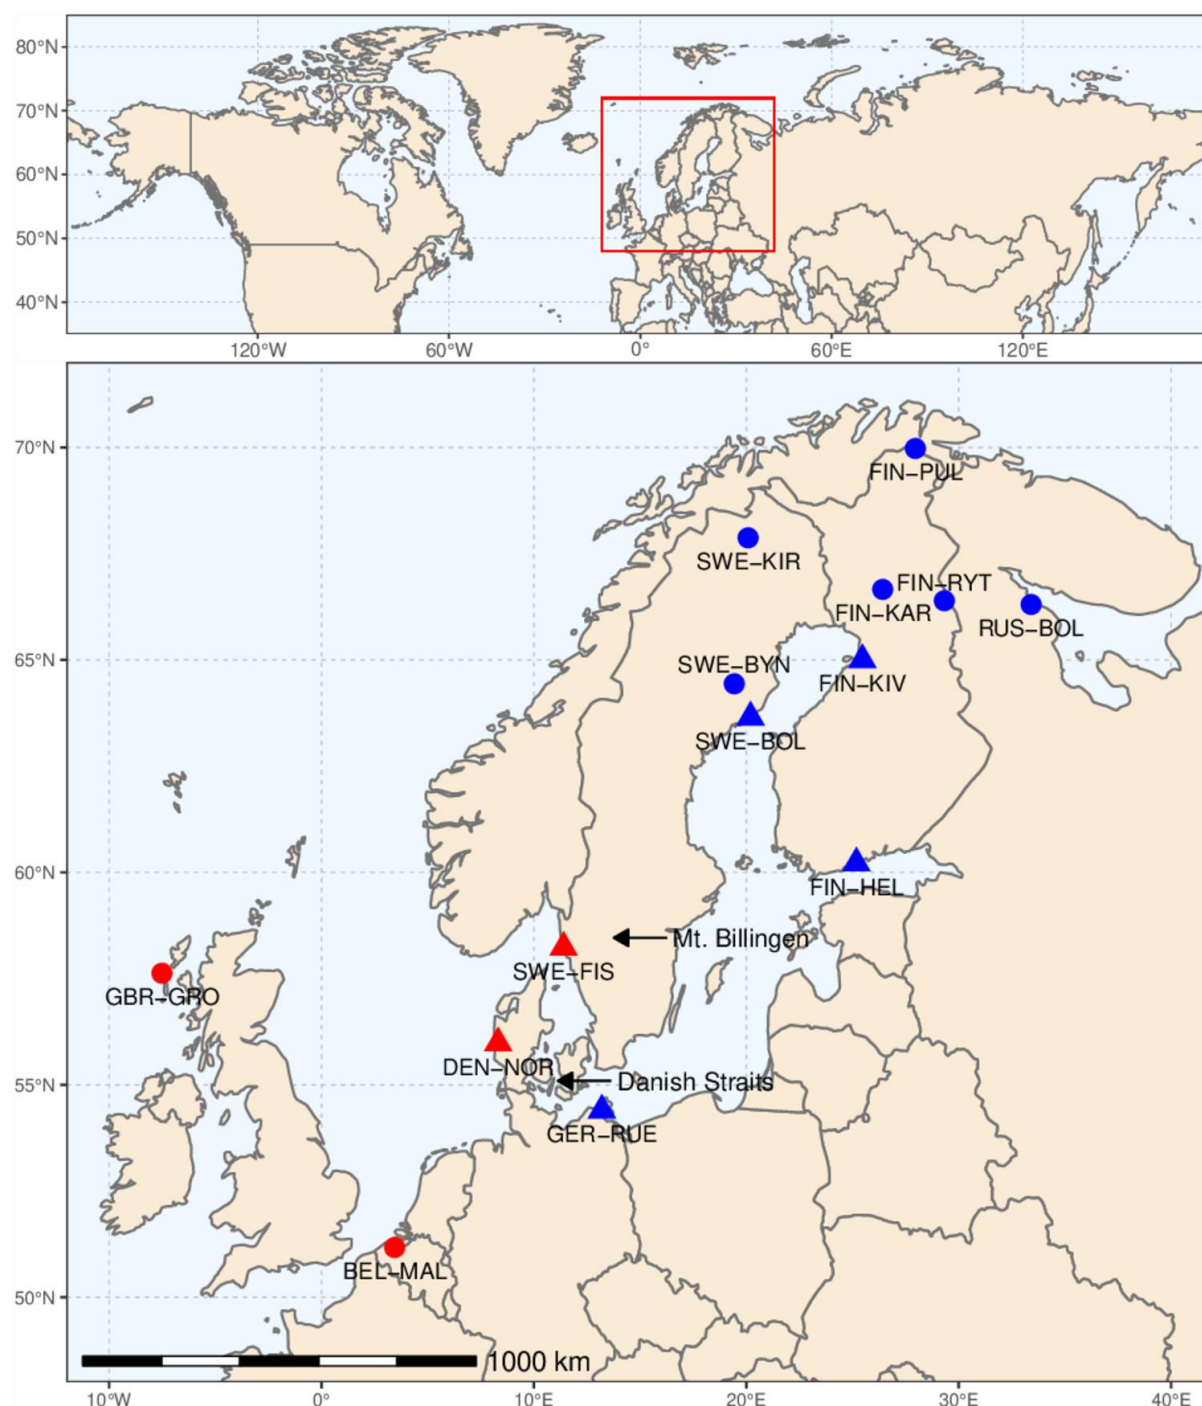 80°N
70°N
60°N
50°N
40°N
120°W 60°W 0° 60°E 120°E
70°N
FIN−PUL
SWE−KIR
FIN−RYT
FIN−KAR
RUS−BOL
65°N
SWE−BYN
FIN−KIV
SWE−BOL
60°N
FIN−HEL
Mt. Billingen
SWE−FIS
GBR−GRO
DEN−NOR
Danish Straits
55°N
GER−RUE
BEL−MAL
50°N
1000 km
10°W 0° 10°E 20°E 30°E 40°E